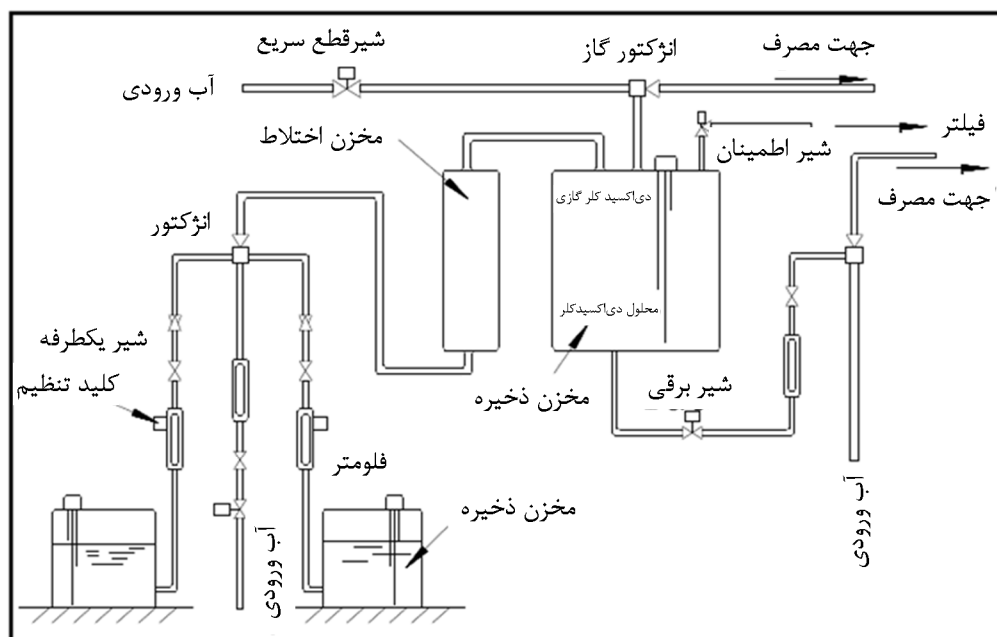 شیرقطع سریع
انژکتور گاز
جهت مصرف
آب ورودی
فیلتر
مخزن اختلاط
شیر اطمینان
دی‌اکسید کلر گازی
جهت مصرف
انژکتور
محلول دی‌اکسیدکلر
شیر یکطرفه
کلید تنظیم
شیر برقی
مخزن ذخیره
فلومتر
مخزن ذخیره
آب ورودی
آب ورودی